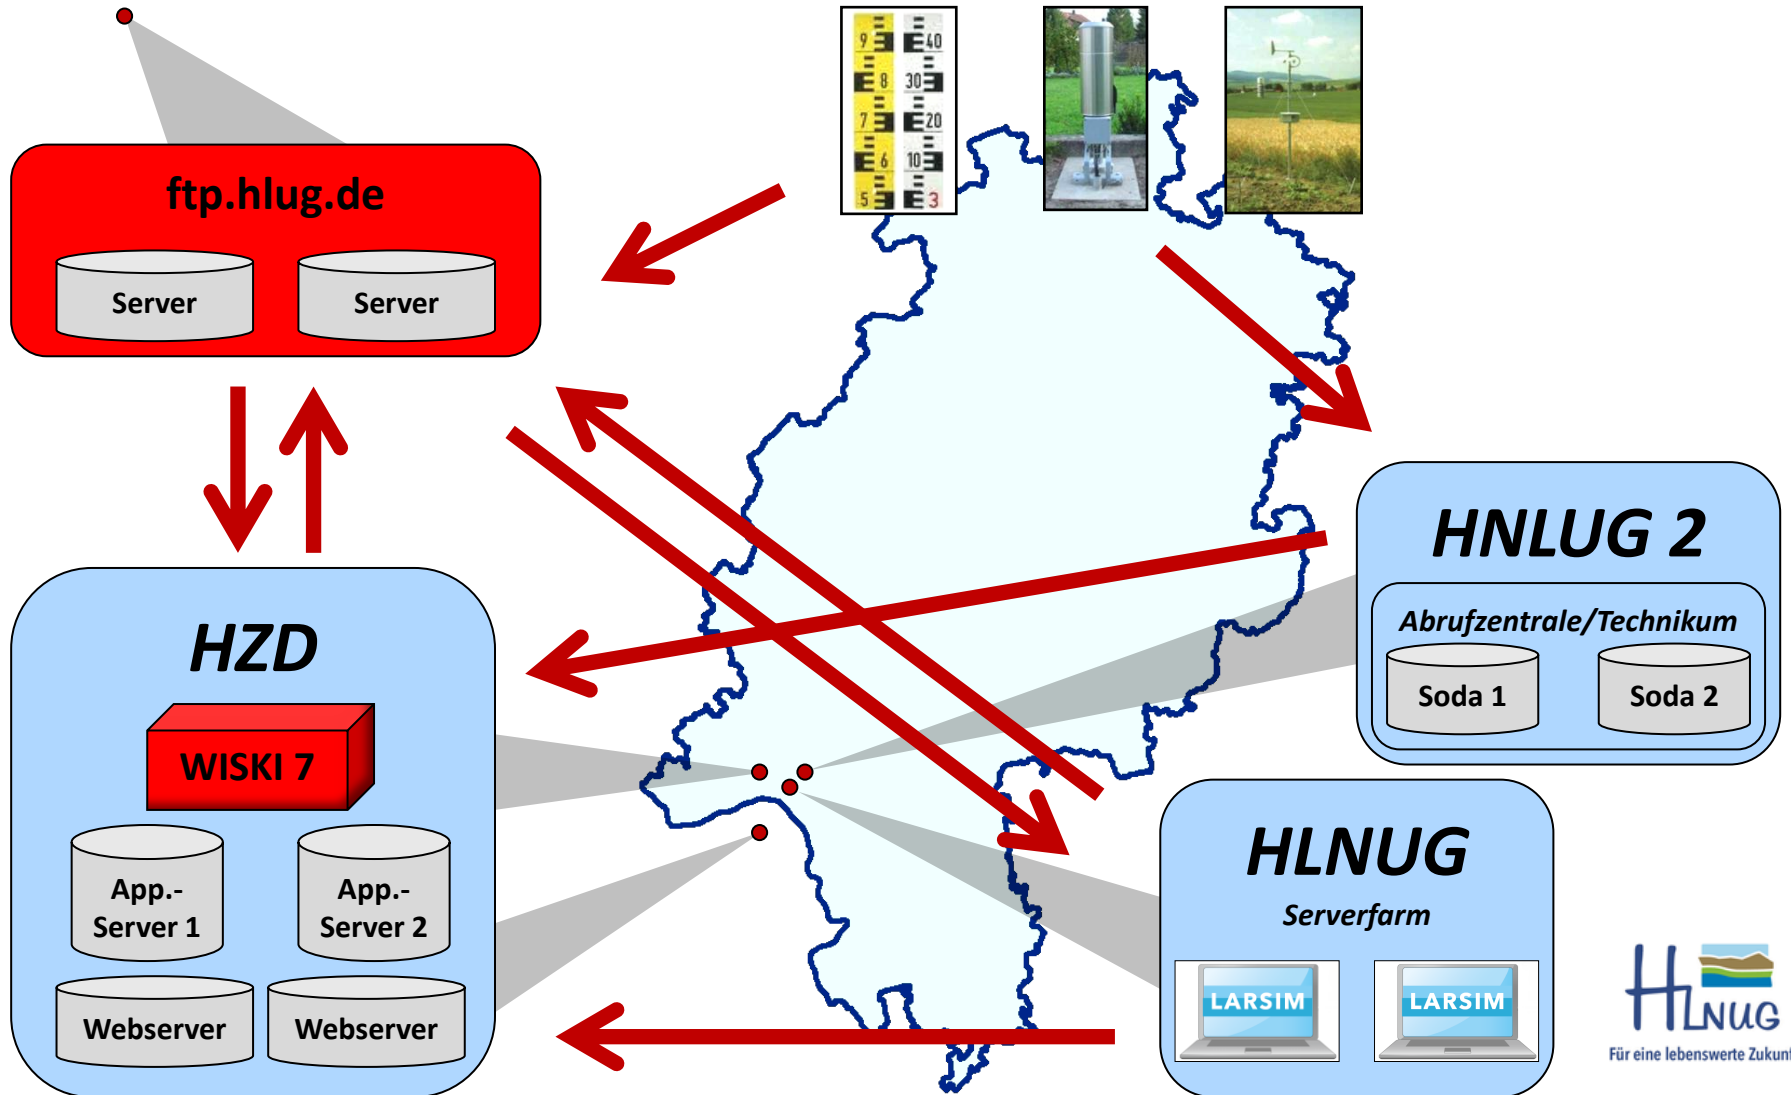 9 40
8 30
7 20
6 10
5 3
ftp.hlug.de
Server Server
HZD
WISKI 7
App.-
Server 1
App.-
Server 2
Webserver Webserver
HNLUG 2
Abrufzentrale/Technikum
Soda 1 Soda 2
HLNUG
Serverfarm
LARSIM LARSIM
HLNUG
Für eine lebenswerte Zukunf